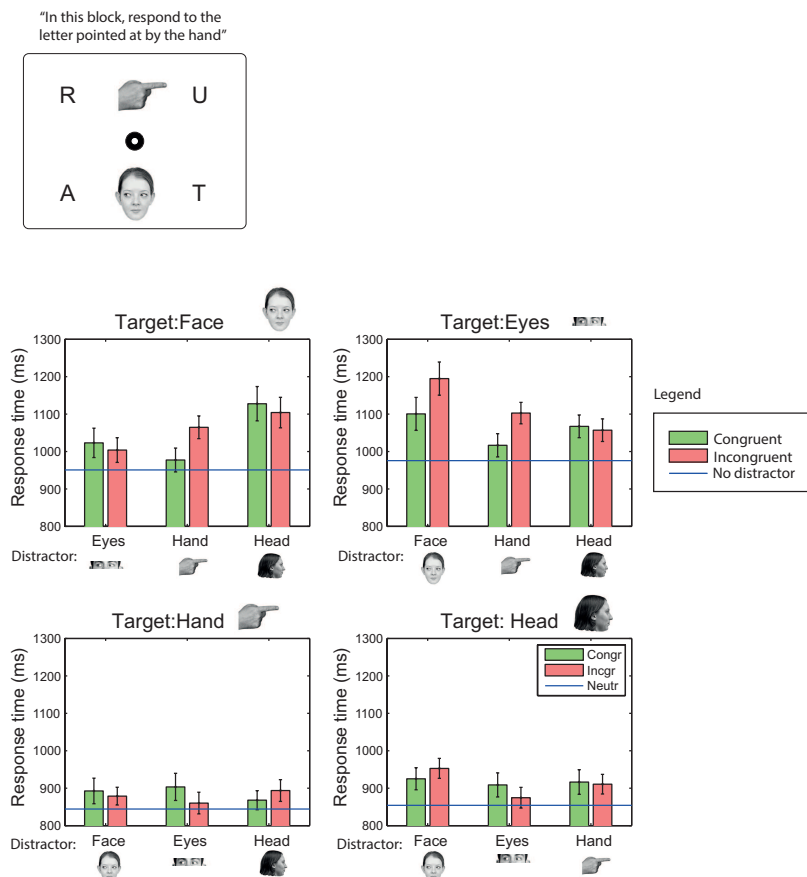 “In this block, respond to the
letter pointed at by the hand”
R U
A T
Target:Face
Response time (ms)
1300
1200
1100
1000
900
800
Eyes Hand Head
Distractor:
Target:Eyes
Response time (ms)
1300
1200
1100
1000
900
800
Face Hand Head
Distractor:
Legend
Congruent
Incongruent
No distractor
Target:Hand
Response time (ms)
1300
1200
1100
1000
900
800
Face Eyes Head
Distractor:
Target: Head
Response time (ms)
1300
1200
1100
1000
900
800
Congr
Incgr
Neutr
Face Eyes Hand
Distractor: